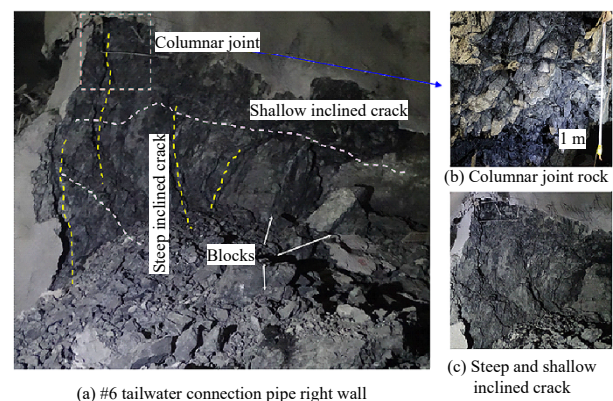 Columnar joint
Shallow inclined crack
Steep inclined crack
Blocks
(a) #6 tailwater connection pipe right wall
1 m
(b) Columnar joint rock
(c) Steep and shallow
inclined crack